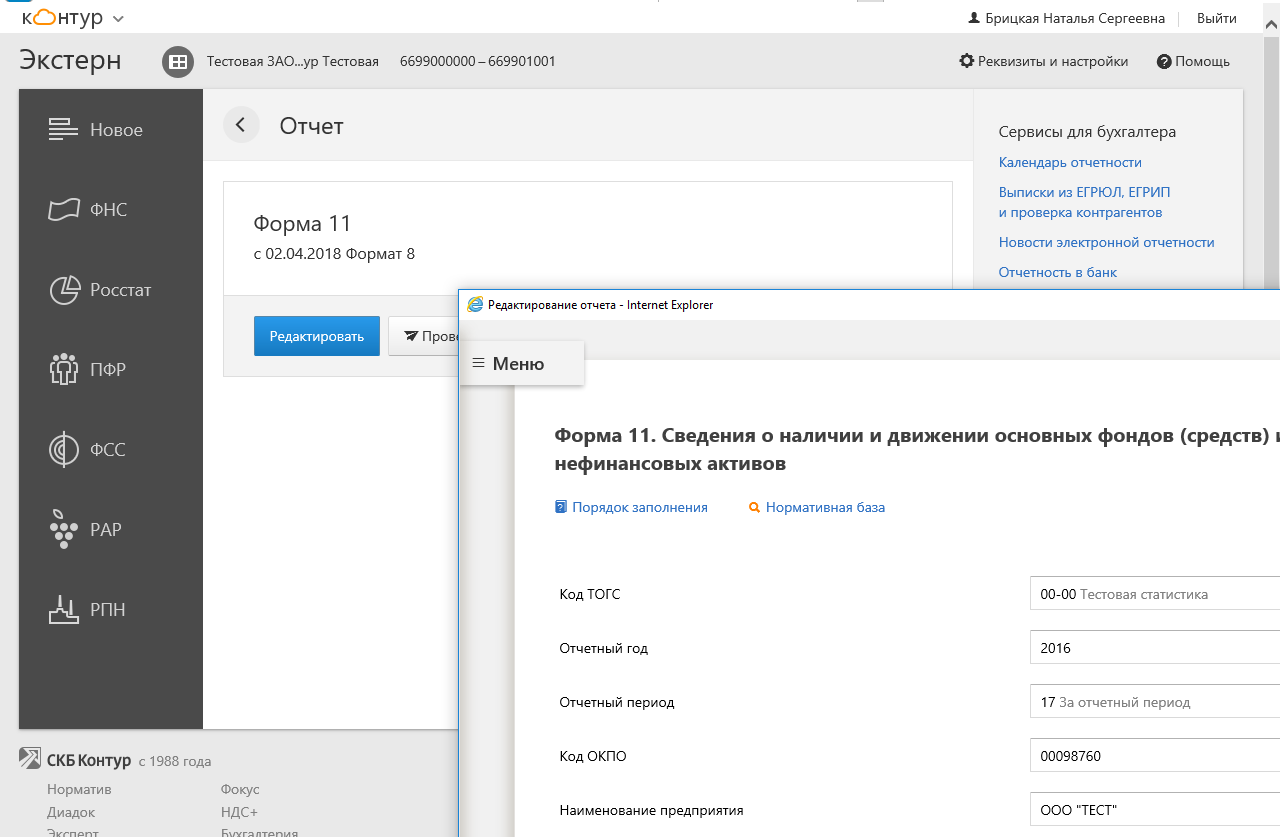 контур
Брицкая Наталья Сергеевна
Выйти
Экстерн
Тестовая ЗАО...ур Тестовая
6699000000 – 669901001
Реквизиты и настройки
Помощь
Новое
ФНС
Росстат
ПФР
ФСС
РАР
РПН
Отчет
Форма 11
с 02.04.2018 Формат 8
Редактировать
Сервисы для бухгалтера
Календарь отчетности
Выписки из ЕГРЮЛ, ЕГРИП
и проверка контрагентов
Новости электронной отчетности
Отчетность в банк
Редактирование отчета - Internet Explorer
Меню
Форма 11. Сведения о наличии и движении основных фондов (средств) и
нефинансовых активов
Порядок заполнения
Нормативная база
Код ТОГС
00-00 Тестовая статистика
Отчетный год
2016
Отчетный период
17 За отчетный период
Код ОКПО
00098760
Наименование предприятия
ООО "ТЕСТ"
СКБ Контур с 1988 года
Норматив
Фокус
Диадок
НДС+
Эксперт
Бухгалтерия